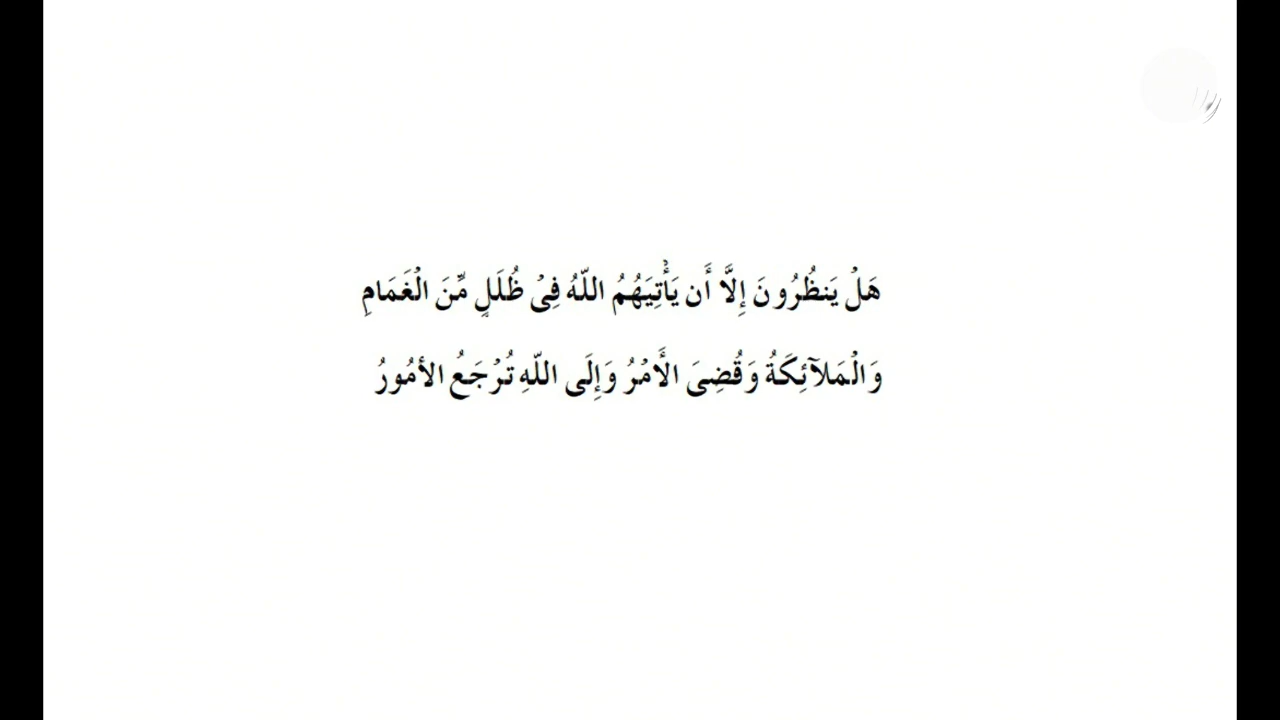 هَلْ يَنظُرُونَ إِلَّا أَن يَأْتِيَهُمُ اللّهُ فِىْ ظُلَلٍ مِّنَ الْغَمَامِ
وَالْمَلآئِكَةُ وَقُضِىَ الأَمْرُ وَإِلَى اللّهِ تُرْجَعُ الأمُورُ